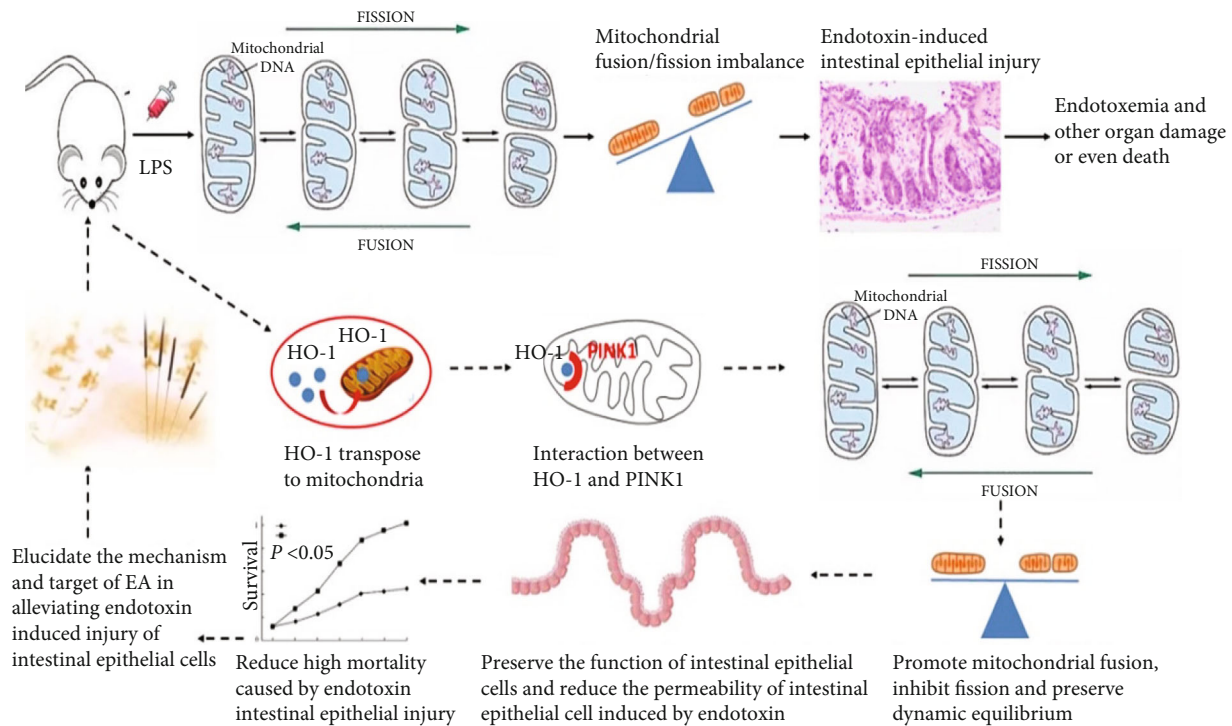 FISSION
Mitochondrial
DNA
LPS
FUSION
Mitochondrial
fusion/fission imbalance
Endotoxin-induced
intestinal epithelial injury
Endotoxemia and
other organ damage
or even death
HO-1
HO-1
HO-1 transpose
to mitochondria
HO-1
PINK1
Interaction between
HO-1 and PINK1
FISSION
Mitochondrial
DNA
FUSION
Promote mitochondrial fusion,
inhibit fission and preserve
dynamic equilibrium
Preserve the function of intestinal epithelial
cells and reduce the permeability of intestinal
epithelial cell induced by endotoxin
P <0.05
Survival
Reduce high mortality
caused by endotoxin
intestinal epithelial injury
Elucidate the mechanism
and target of EA in
alleviating endotoxin
induced injury of
intestinal epithelial cells